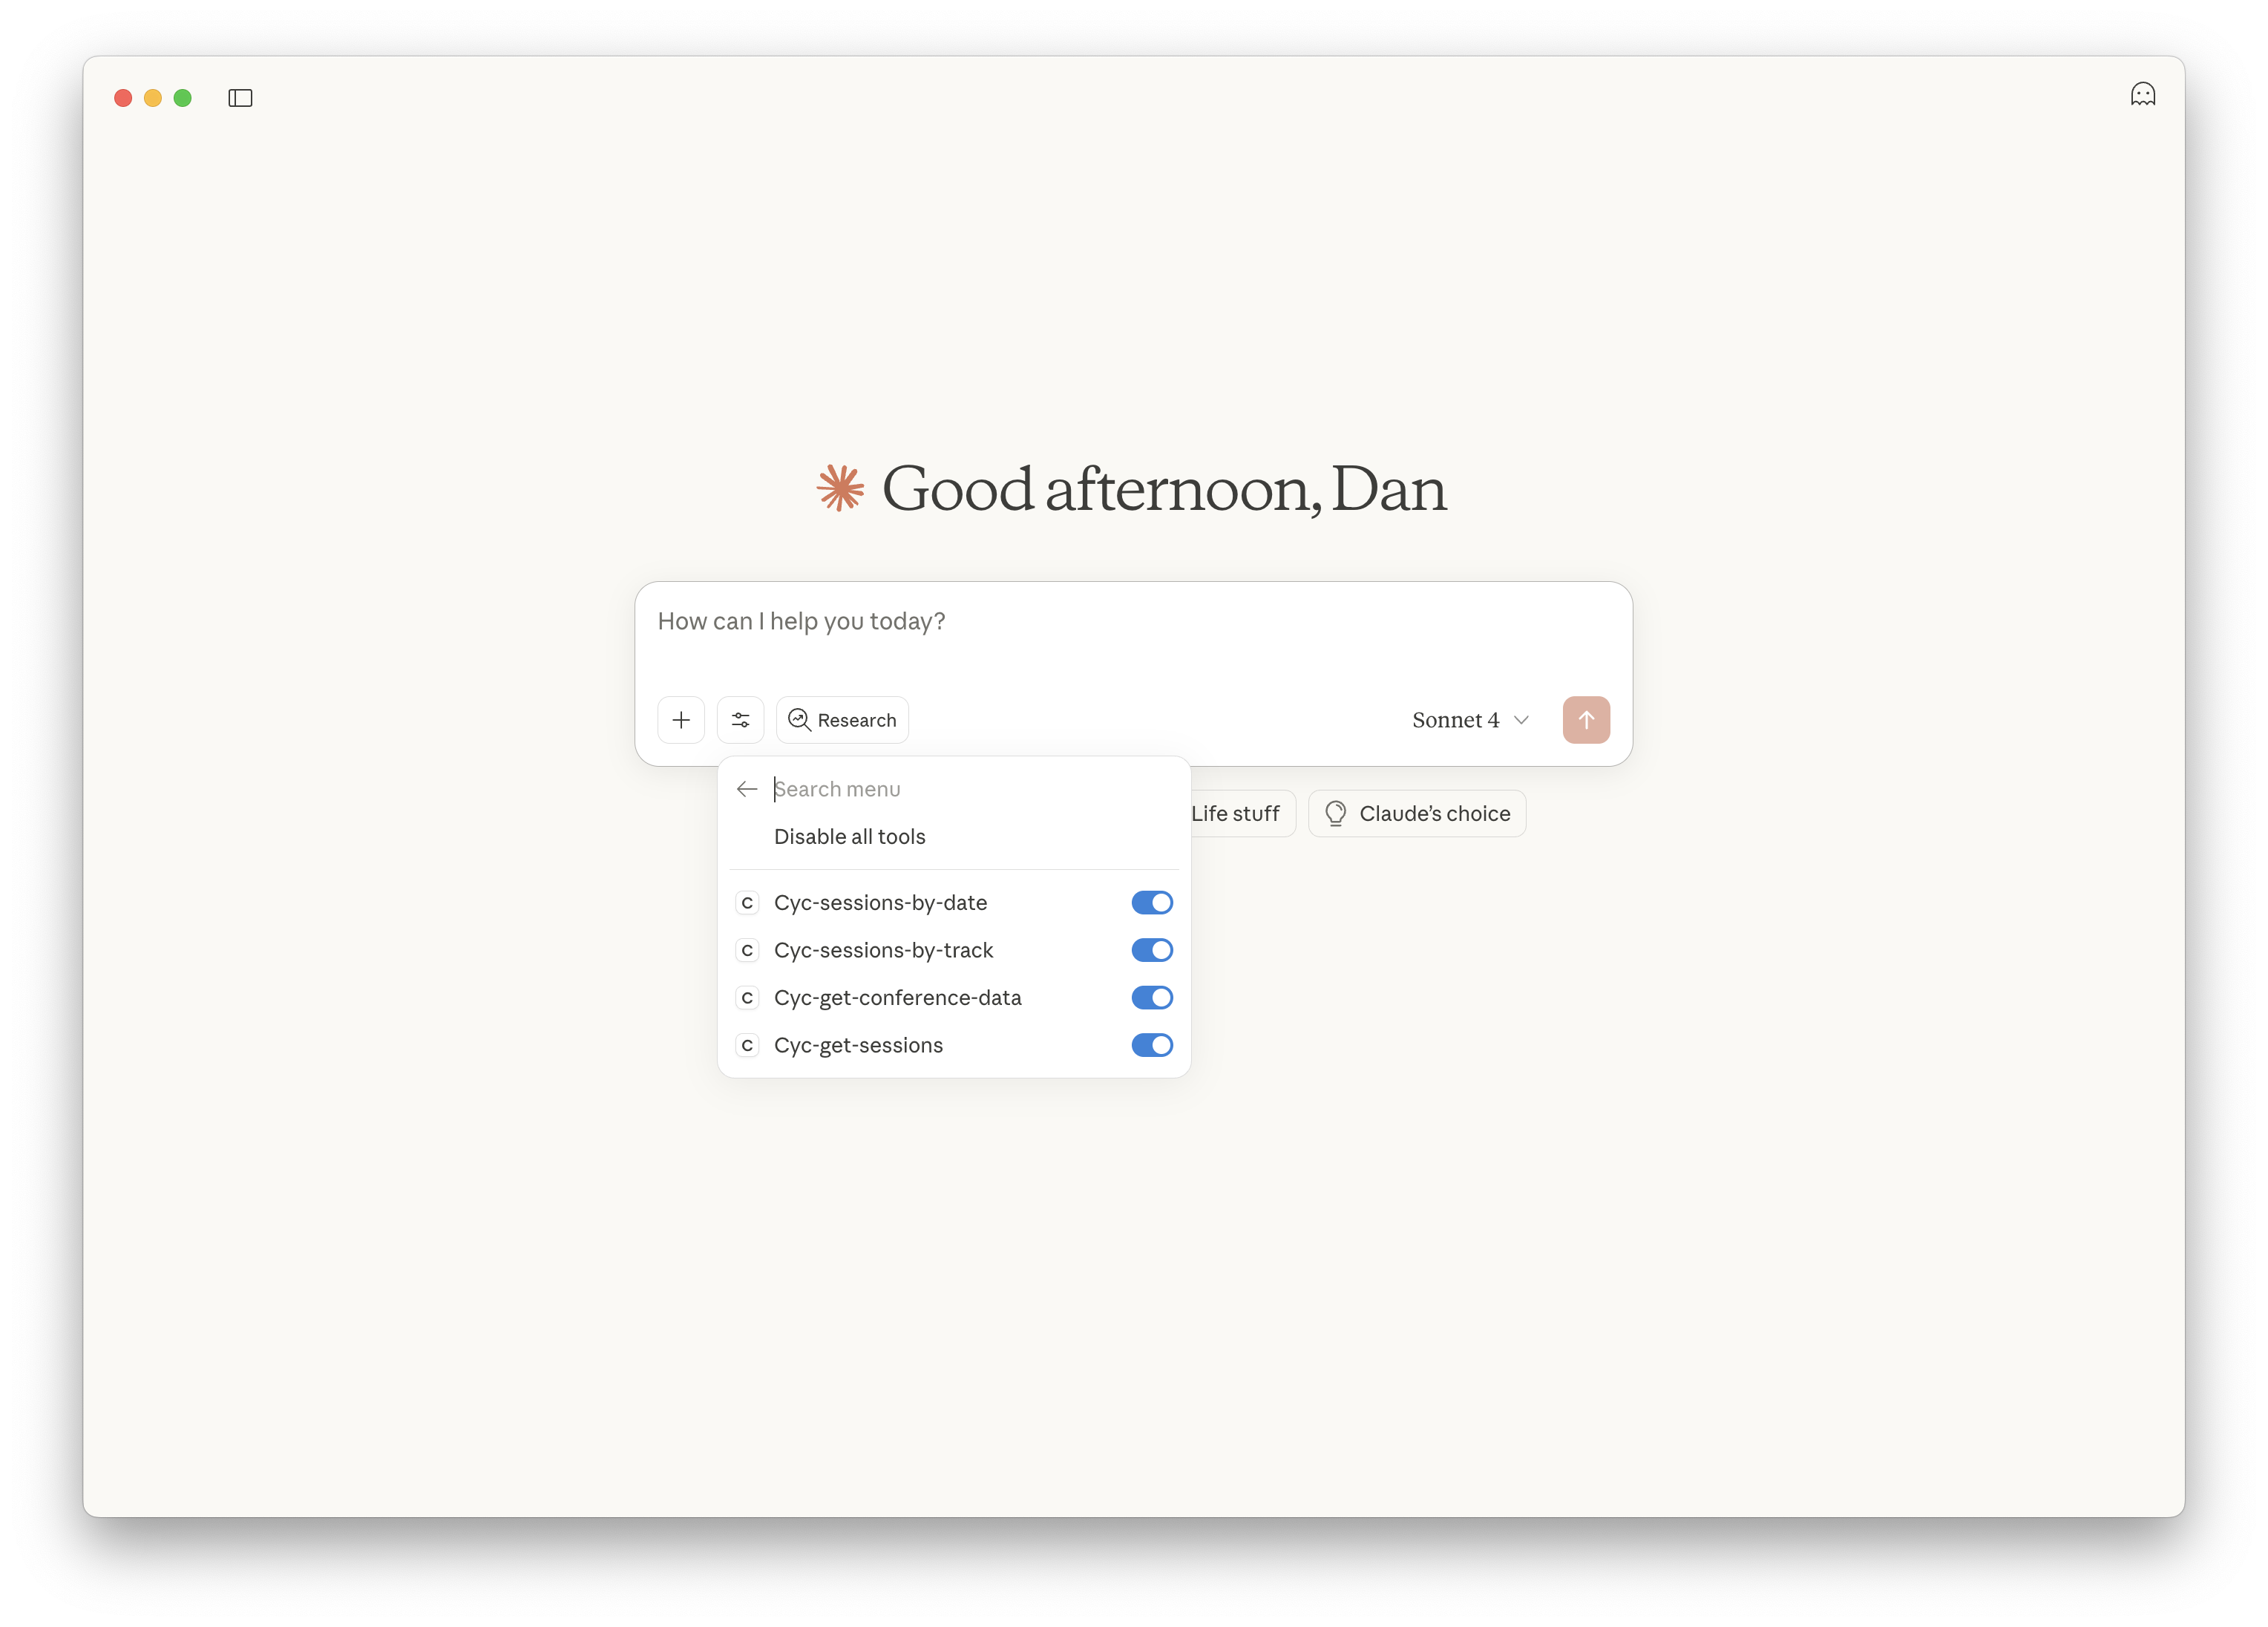 Good afternoon, Dan
How can I help you today?
Research
Sonnet 4
Search menu
Disable all tools
C Cyc-sessions-by-date
C Cyc-sessions-by-track
C Cyc-get-conference-data
C Cyc-get-sessions
Life stuff
Claude’s choice